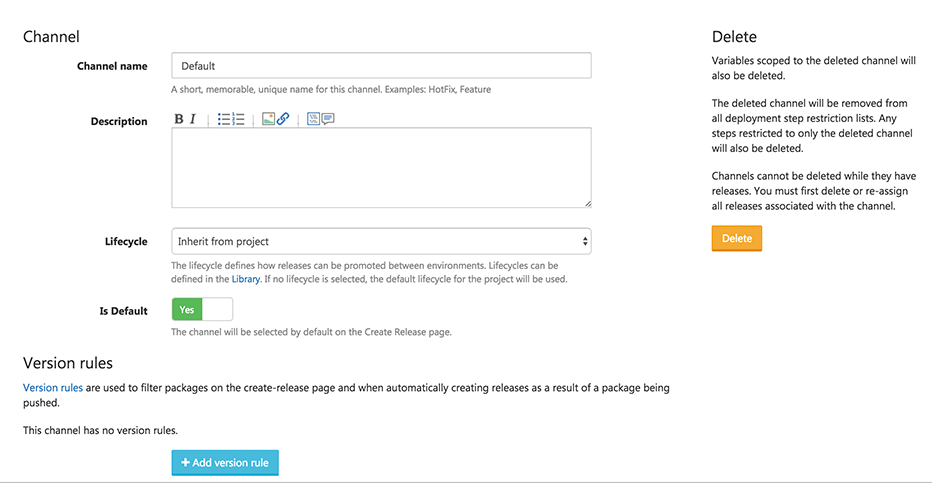 Channel
Channel name
Default
A short, memorable, unique name for this channel. Examples: HotFix, Feature
Description
B I
Lifecycle
Inherit from project
The lifecycle defines how releases can be promoted between environments. Lifecycles can be
defined in the Library. If no lifecycle is selected, the default lifecycle for the project will be used.
Is Default
Yes
The channel will be selected by default on the Create Release page.
Version rules
Version rules are used to filter packages on the create-release page and when automatically creating releases as a result of a package being
pushed.
This channel has no version rules.
+ Add version rule
Delete
Variables scoped to the deleted channel will
also be deleted.
The deleted channel will be removed from
all deployment step restriction lists. Any
steps restricted to only the deleted channel
will also be deleted.
Channels cannot be deleted while they have
releases. You must first delete or re-assign
all releases associated with the channel.
Delete